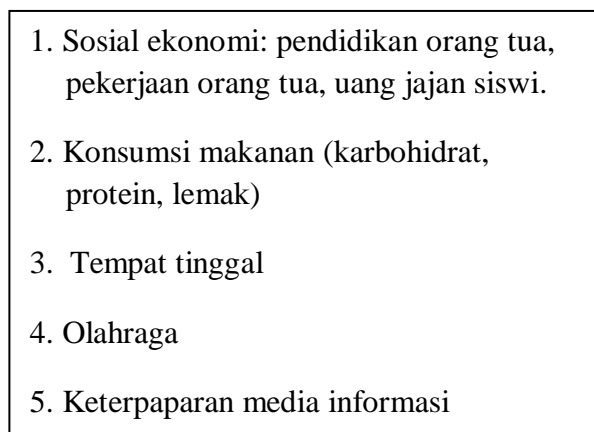 1. Sosial ekonomi: pendidikan orang tua,
pekerjaan orang tua, uang jajan siswi.
2. Konsumsi makanan (karbohidrat,
protein, lemak)
3. Tempat tinggal
4. Olahraga
5. Keterpaparan media informasi